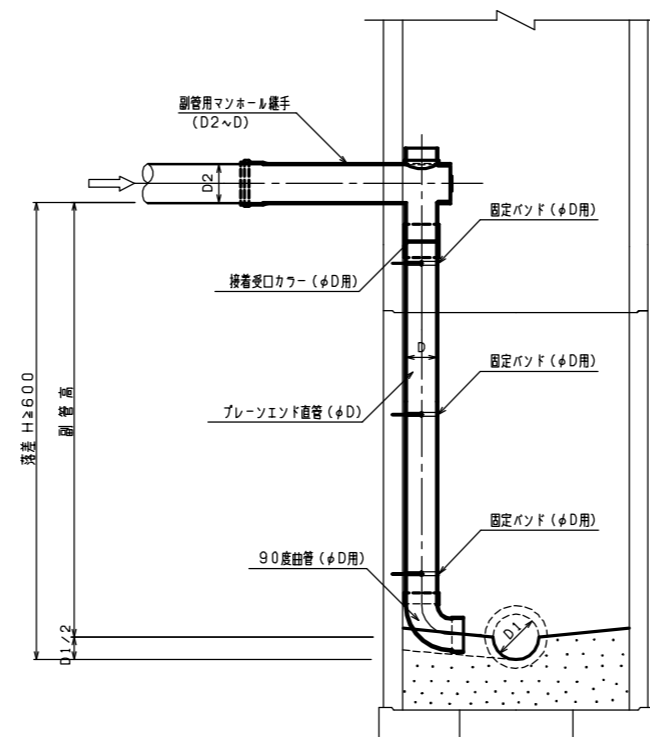 副管用マンホール継手
(D2~D)
D2
固定バンド(φD用)
接着受口カラー(φD用)
D
固定バンド(φD用)
プレーンエンド直管(φD)
落差 H≧600
副管高
固定バンド(φD用)
90度曲管(φD用)
D1
D1/2